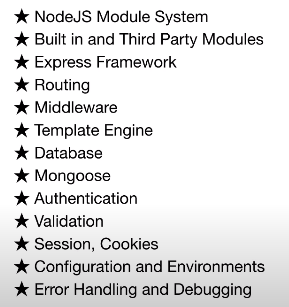 ★ NodeJS Module System
★ Built in and Third Party Modules
★ Express Framework
★ Routing
★ Middleware
★ Template Engine
★ Database
★ Mongoose
★ Authentication
★ Validation
★ Session, Cookies
★ Configuration and Environments
★ Error Handling and Debugging